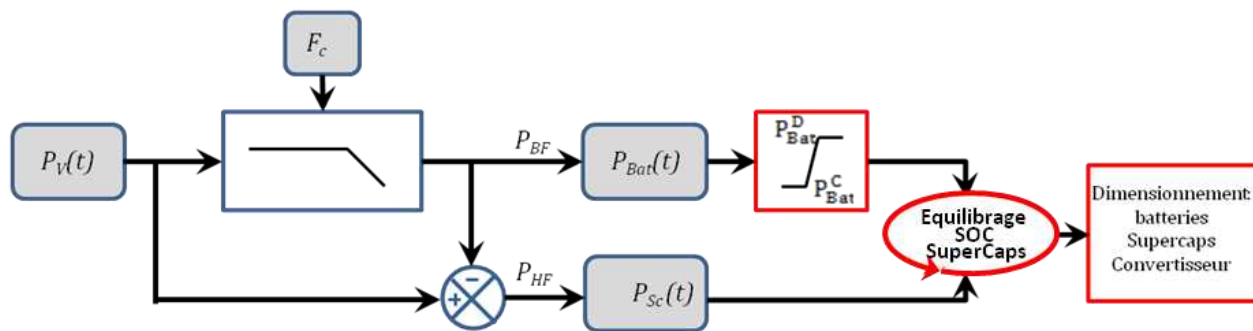 F_c
P_V(t)
P_BF
P_Bat(t)
P^D_Bat
P^C_Bat
Equilibrage
SOC
SuperCaps
Dimensionnement:
batteries
Supercaps
Convertisseur
−
+
P_HF
P_Sc(t)